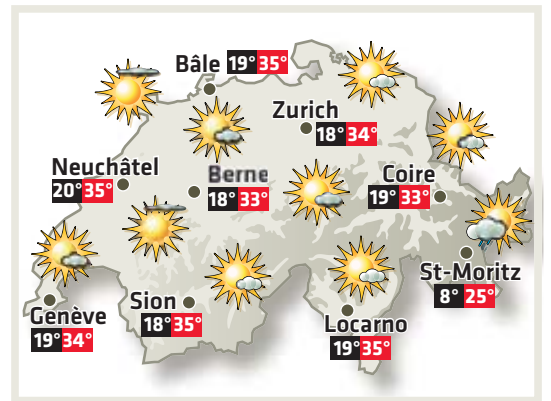 Bâle 19° 35°
Zurich
18° 34°
Neuchâtel
20° 35°
Berne
18° 33°
Coire
19° 33°
St-Moritz
8° 25°
Genève
19° 34°
Sion
18° 35°
Locarno
19° 35°